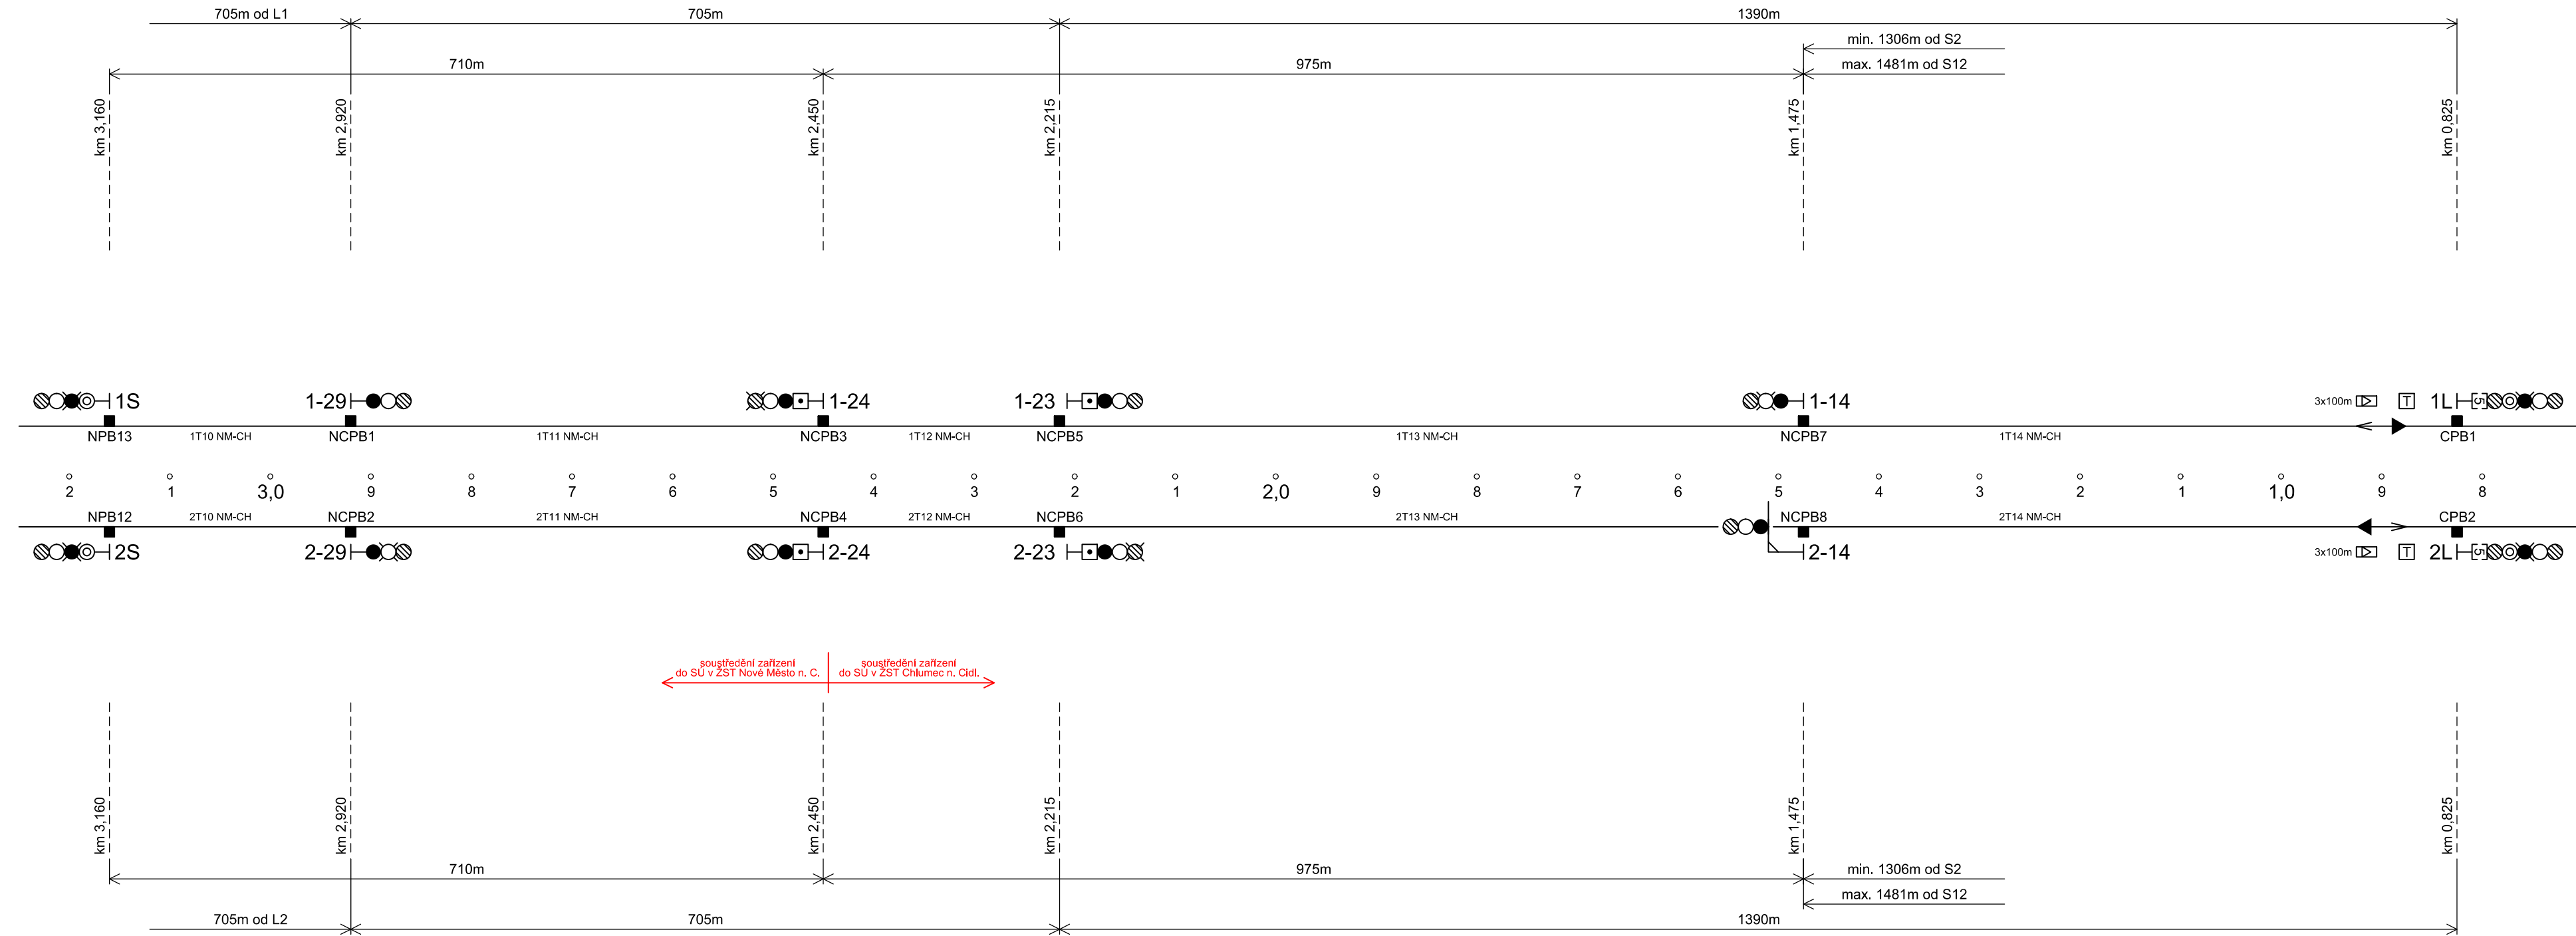 705m od L1
705m
1390m
min. 1306m od S2
710m
975m
max. 1481m od S12
km 3,160
km 2,920
km 2,450
km 2,215
km 1,475
km 0,825
1S
1-29
1-24
1-23
1-14
3x100m
T
1L
5
NPB13
1T10 NM-CH
NCPB1
1T11 NM-CH
NCPB3
1T12 NM-CH
NCPB5
1T13 NM-CH
NCPB7
1T14 NM-CH
CPB1
2 1 3,0 9 8 7 6 5 4 3 2 1 2,0 9 8 7 6 5 4 3 2 1 1,0 9 8
NPB12
2T10 NM-CH
NCPB2
2T11 NM-CH
NCPB4
2T12 NM-CH
NCPB6
2T13 NM-CH
NCPB8
2T14 NM-CH
CPB2
2S
2-29
2-24
2-23
2-14
3x100m
T
2L
5
soustředění zařízení
do SÚ v ŽST Nové Město n. C.
soustředění zařízení
do SÚ v ŽST Chlumec n. Cidl.
km 3,160
km 2,920
km 2,450
km 2,215
km 1,475
km 0,825
710m
975m
min. 1306m od S2
max. 1481m od S12
705m od L2
705m
1390m